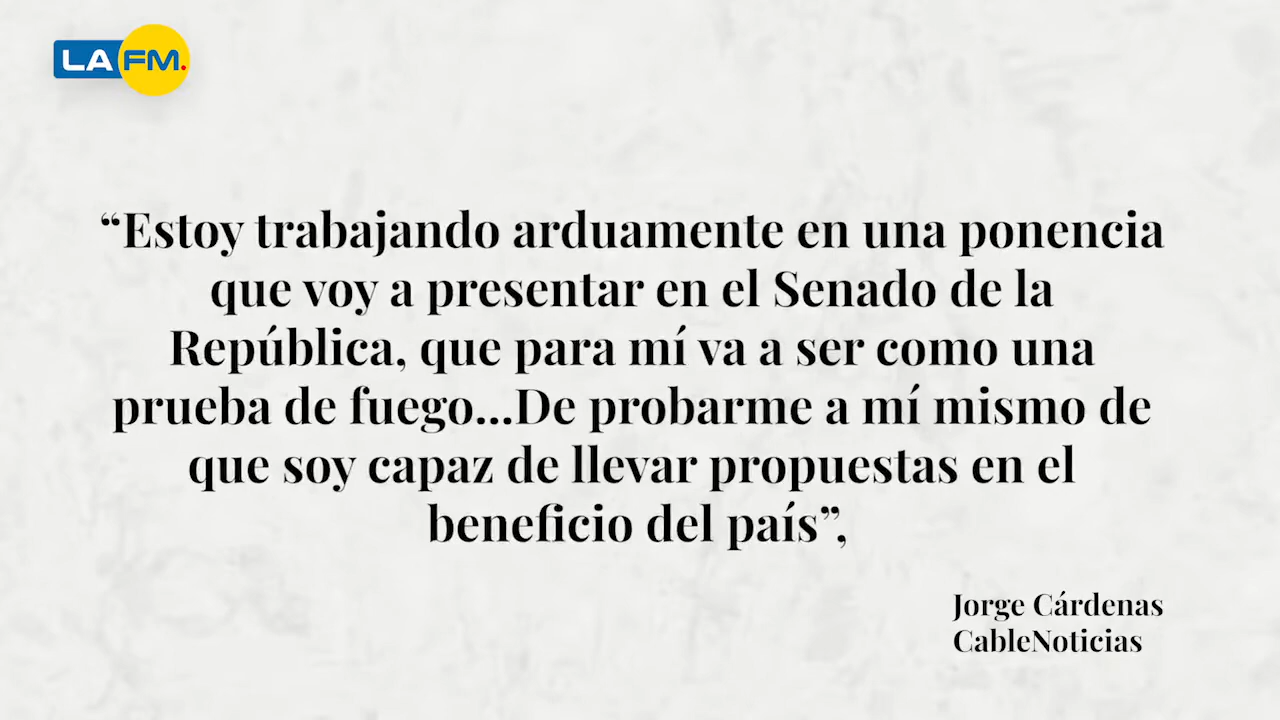 LA FM.
“Estoy trabajando arduamente en una ponencia
que voy a presentar en el Senado de la
República, que para mí va a ser como una
prueba de fuego...De probarme a mí mismo de
que soy capaz de llevar propuestas en el
beneficio del país”,
Jorge Cárdenas
CableNoticias